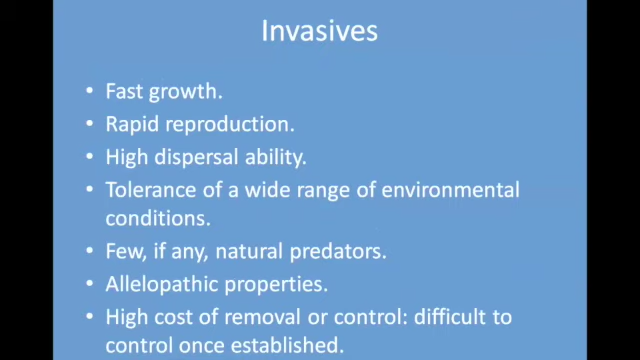 Invasives
• Fast growth.
• Rapid reproduction.
• High dispersal ability.
• Tolerance of a wide range of environmental
conditions.
• Few, if any, natural predators.
• Allelopathic properties.
• High cost of removal or control: difficult to
control once established.